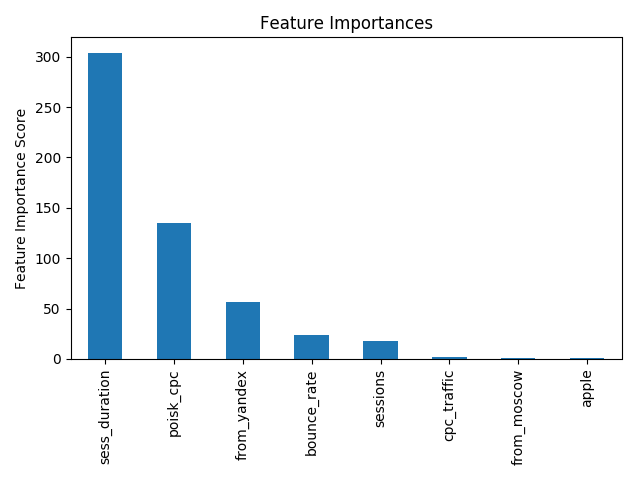 Feature Importances
Feature Importance Score
300
250
200
150
100
50
0
sess_duration
poisk_cpc
from_yandex
bounce_rate
sessions
cpc_traffic
from_moscow
apple